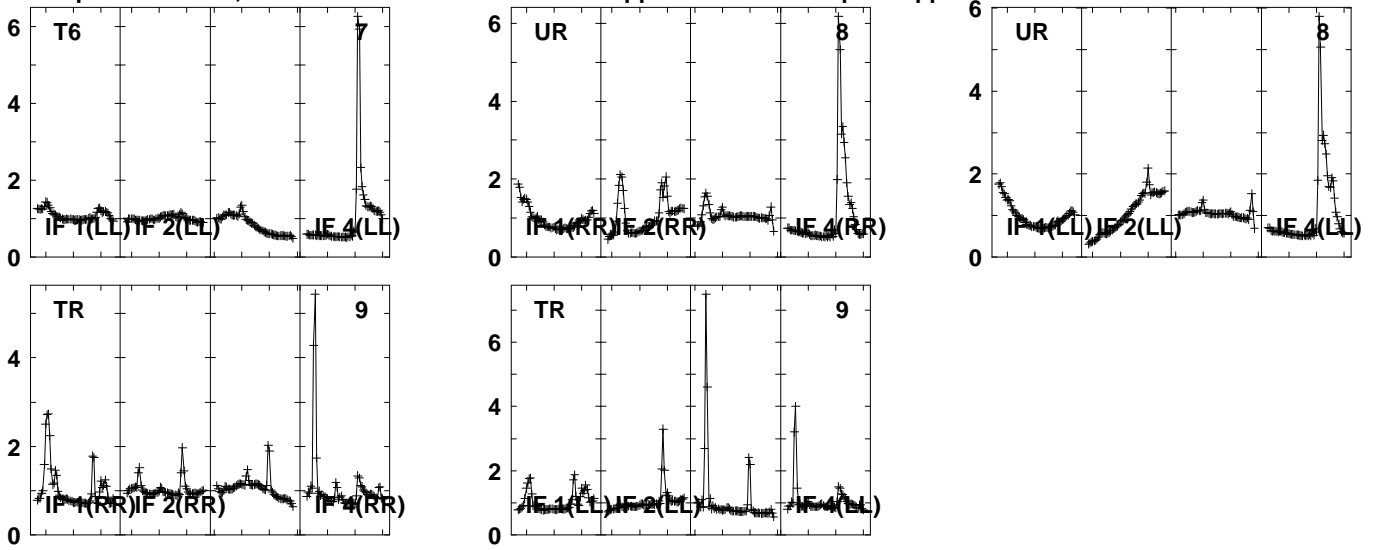 T6 7
6
4
2
0
IF 1(LL) IF 2(LL) IF 4(LL)
UR 8
6
4
2
0
IF 1(RR) IF 2(RR) IF 4(RR)
UR 8
6
4
2
0
IF 1(LL) IF 2(LL) IF 4(LL)
TR 9
4
2
0
IF 1(RR) IF 2(RR) IF 4(RR)
TR 9
6
4
2
0
IF 1(LL) IF 2(LL) IF 4(LL)